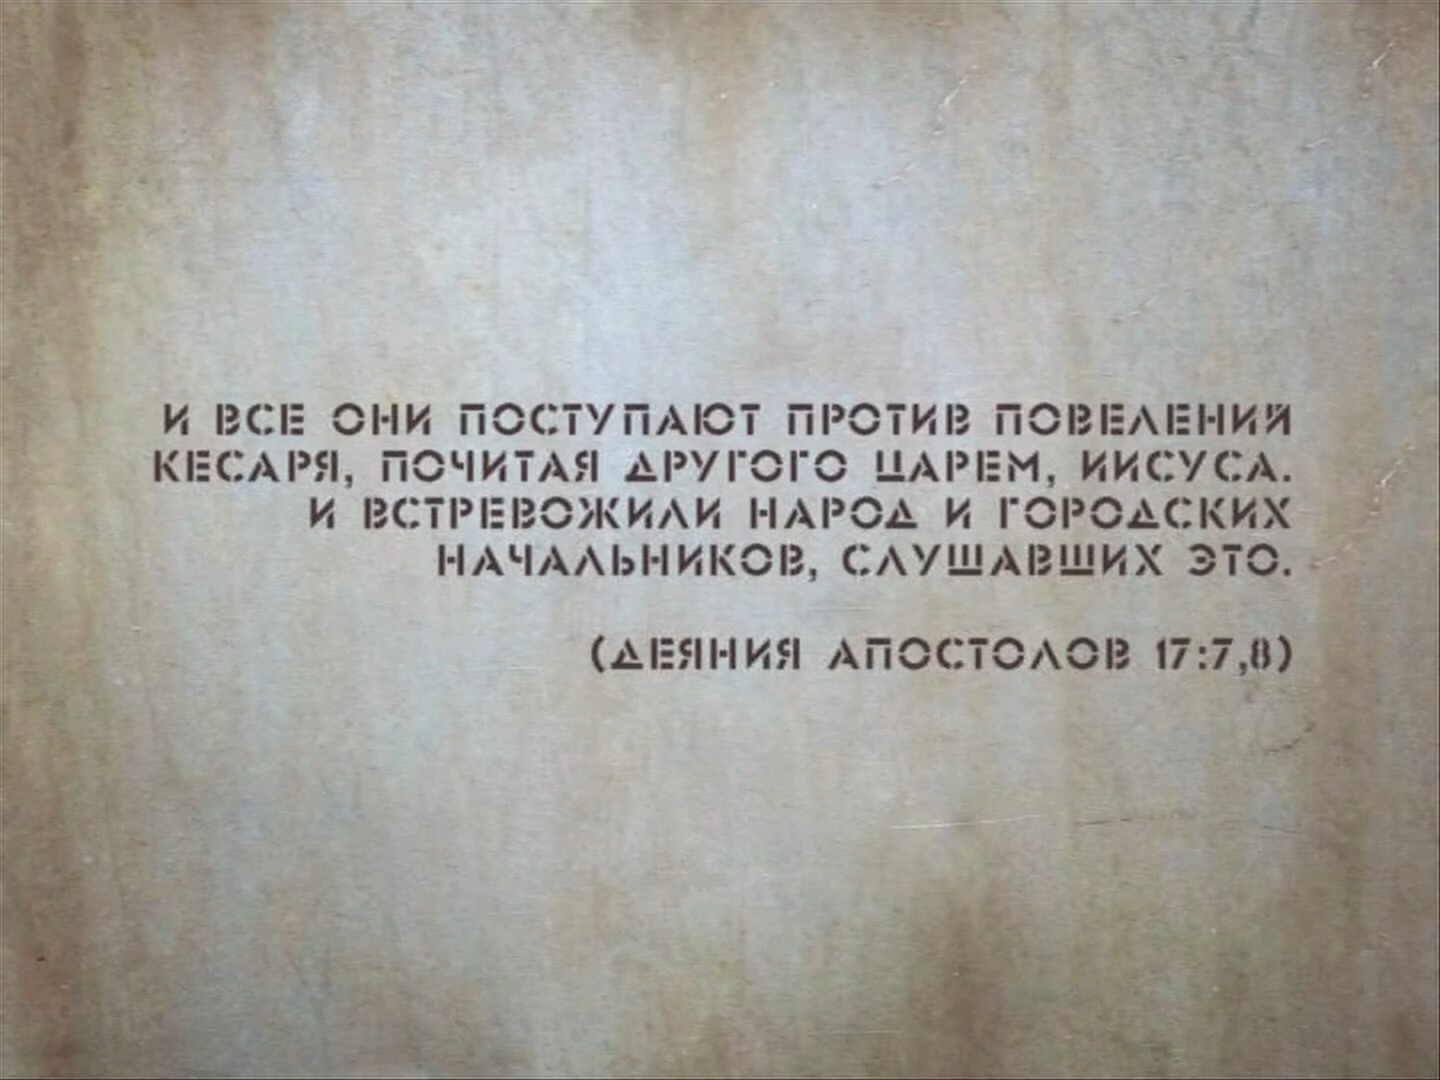 И ВСЕ ОНИ ПОСТУПАЮТ ПРОТИВ ПОВЕЛЕНИЙ
КЕСАРЯ, ПОЧИТАЯ ДРУГОГО ЦАРЕМ, ИИСУСА.
И ВСТРЕВОЖИЛИ НАРОД И ГОРОДСКИХ
НАЧАЛЬНИКОВ, СЛУШАВШИХ ЭТО.
(ДЕЯНИЯ АПОСТОЛОВ 17:7,8)